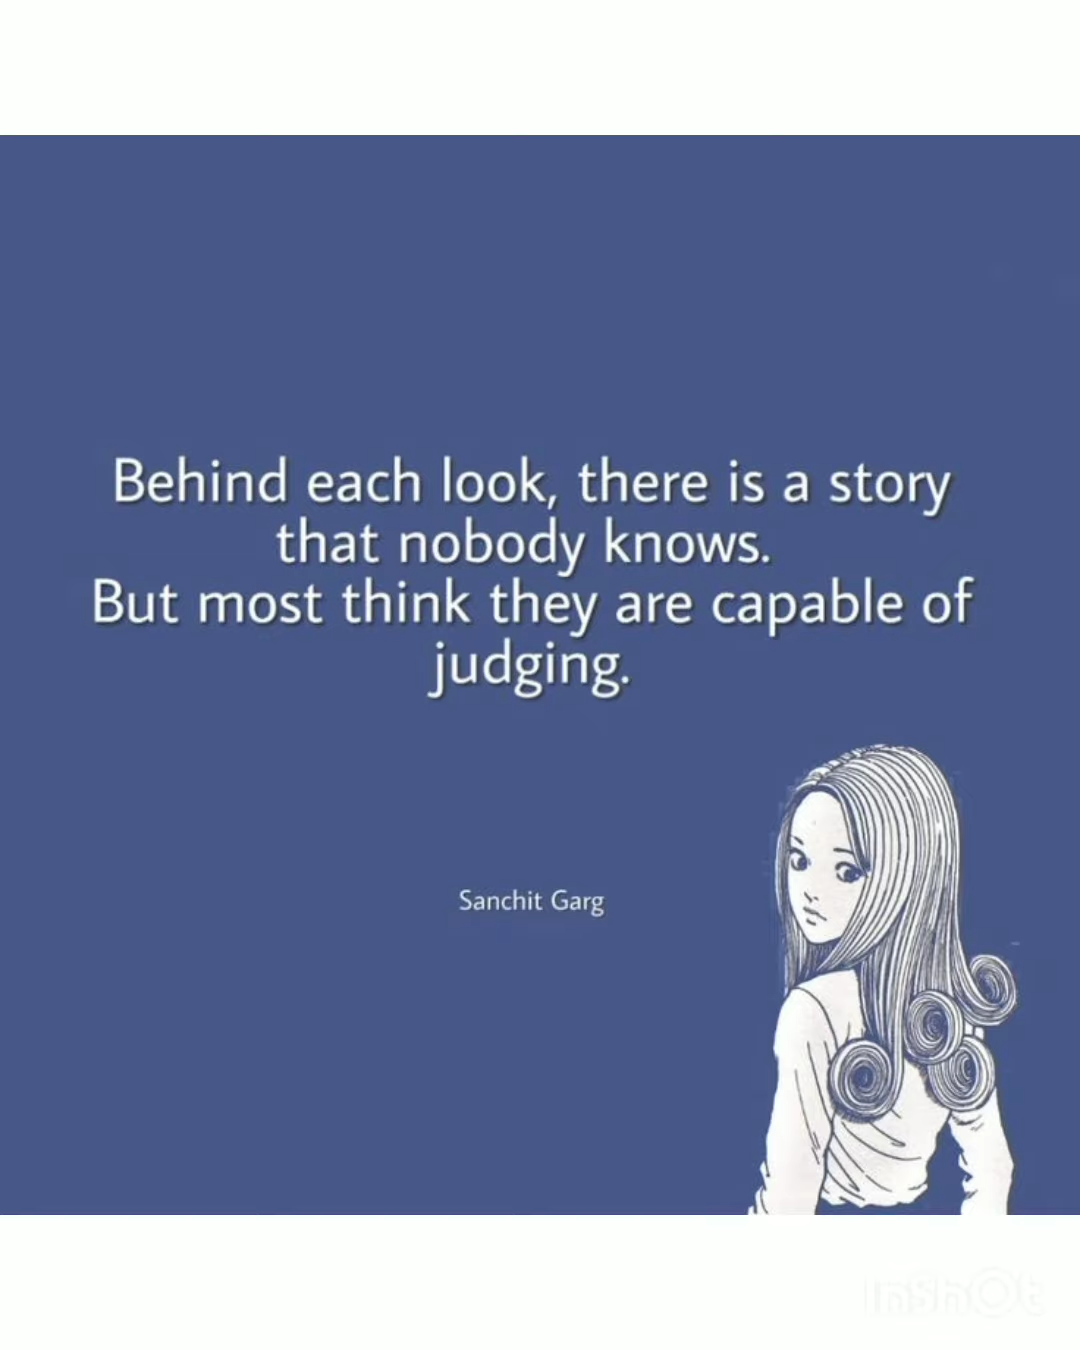 Behind each look, there is a story
that nobody knows.
But most think they are capable of
judging.
Sanchit Garg
InShOt